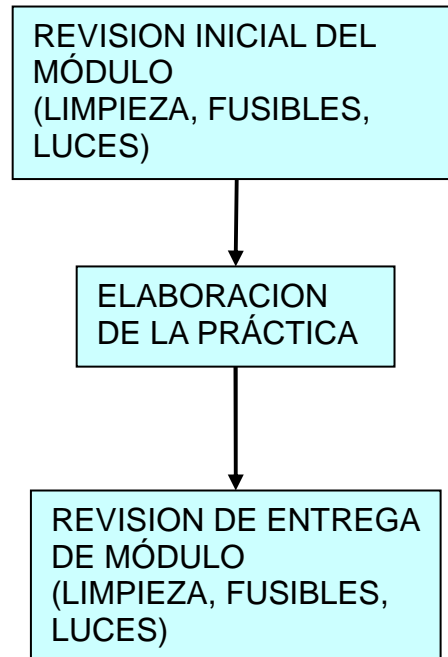 REVISION INICIAL DEL
MÓDULO
(LIMPIEZA, FUSIBLES,
LUCES)
ELABORACION
DE LA PRÁCTICA
REVISION DE ENTREGA
DE MÓDULO
(LIMPIEZA, FUSIBLES,
LUCES)